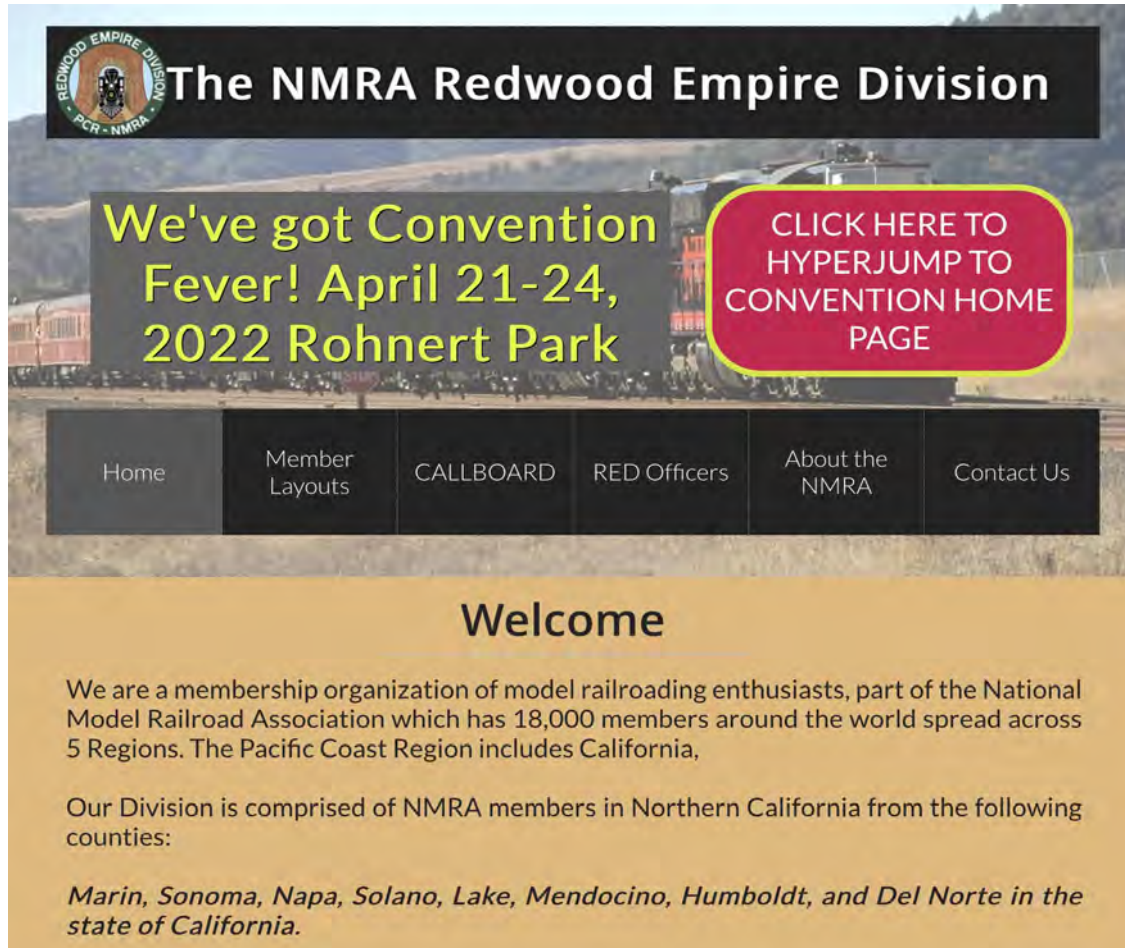 REDWOOD EMPIRE DIVISION
PCR - NMRA
The NMRA Redwood Empire Division
We've got Convention
Fever! April 21-24,
2022 Rohnert Park
CLICK HERE TO
HYPERJUMP TO
CONVENTION HOME
PAGE
Home
Member
Layouts
CALLBOARD
RED Officers
About the
NMRA
Contact Us
Welcome
We are a membership organization of model railroading enthusiasts, part of the National
Model Railroad Association which has 18,000 members around the world spread across
5 Regions. The Pacific Coast Region includes California,
Our Division is comprised of NMRA members in Northern California from the following
counties:
Marin, Sonoma, Napa, Solano, Lake, Mendocino, Humboldt, and Del Norte in the
state of California.